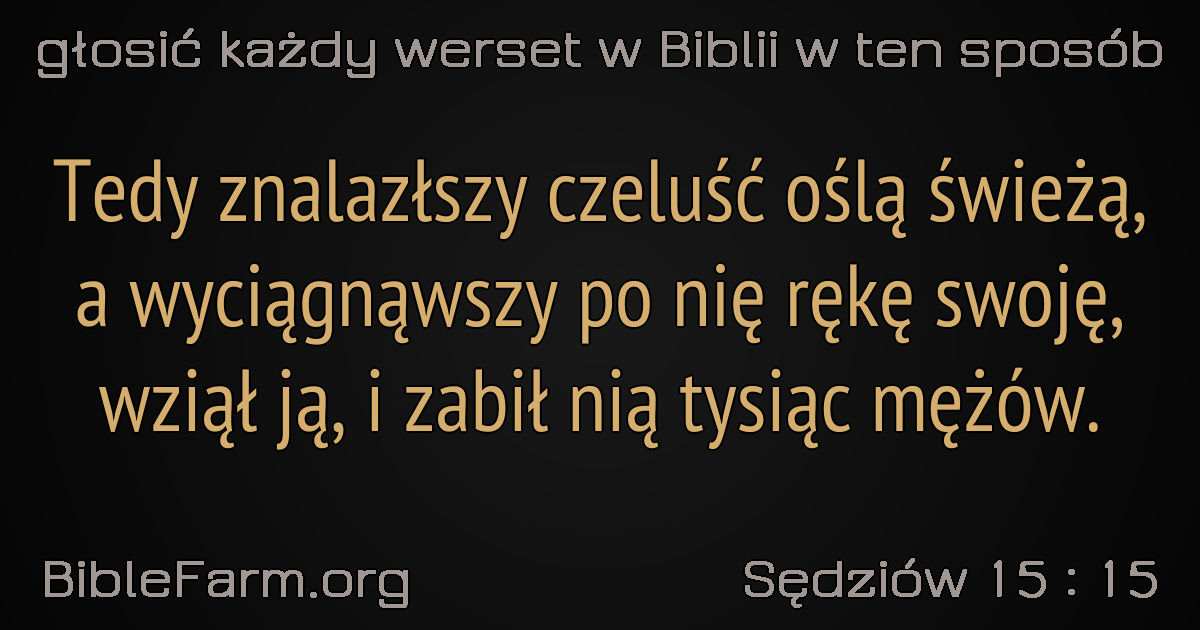 głosić każdy werset w Biblii w ten sposób
Tedy znalazłszy czeluść oślą świeżą,
a wyciągnąwszy po nię rękę swoję,
wziął ją, i zabił nią tysiąc mężów.
BibleFarm.org
Sędziów 15 : 15